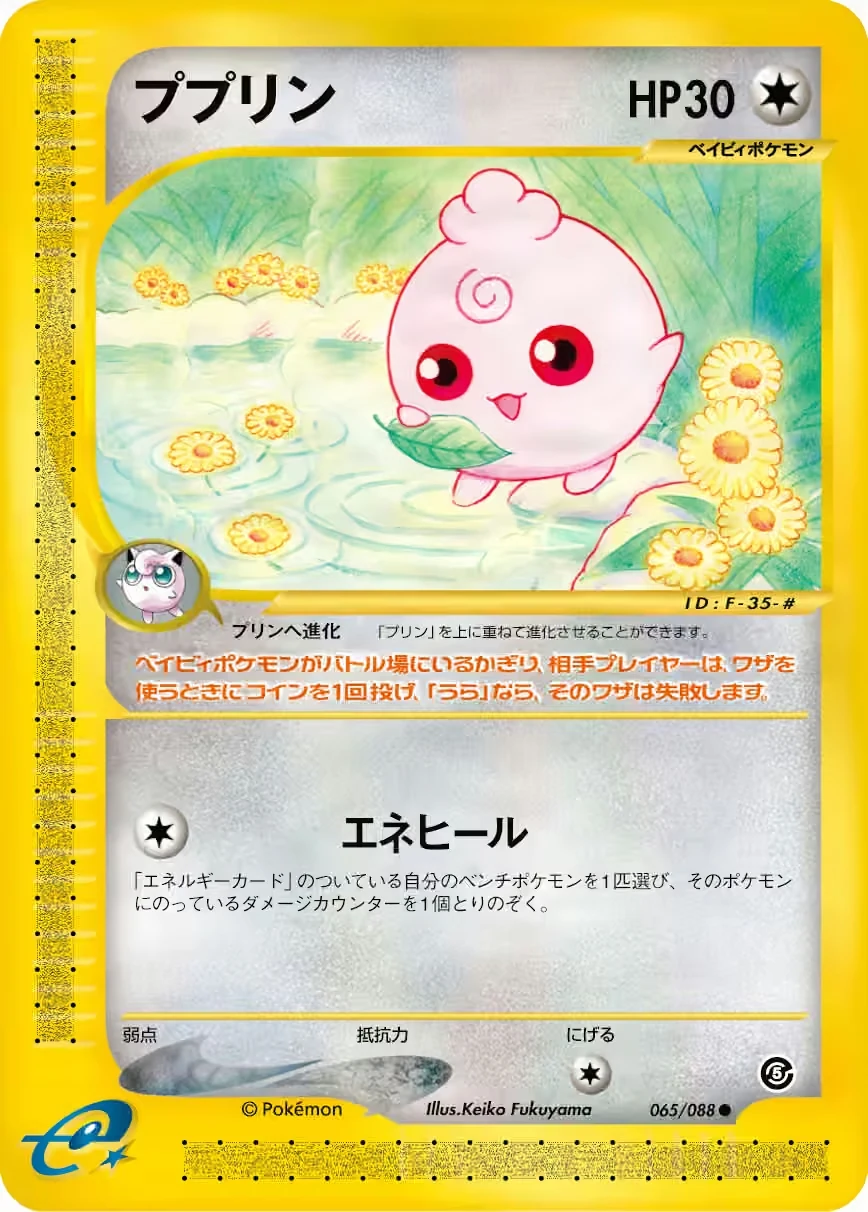 ププリン
HP30
ベイビィポケモン
ID:F-35-#
プリンへ進化 「プリン」を上に重ねて進化させることができます。
ベイビィポケモンがバトル場にいるかぎり、相手プレイヤーは、ワザを
使うときにコインを1回投げ、「うら」なら、そのワザは失敗します。
エネヒール
「エネルギーカード」のついている自分のベンチポケモンを1匹選び、そのポケモン
にのっているダメージカウンターを1個とりのぞく。
弱点 抵抗力 にげる
5
© Pokémon Illus.Keiko Fukuyama 065/088
e